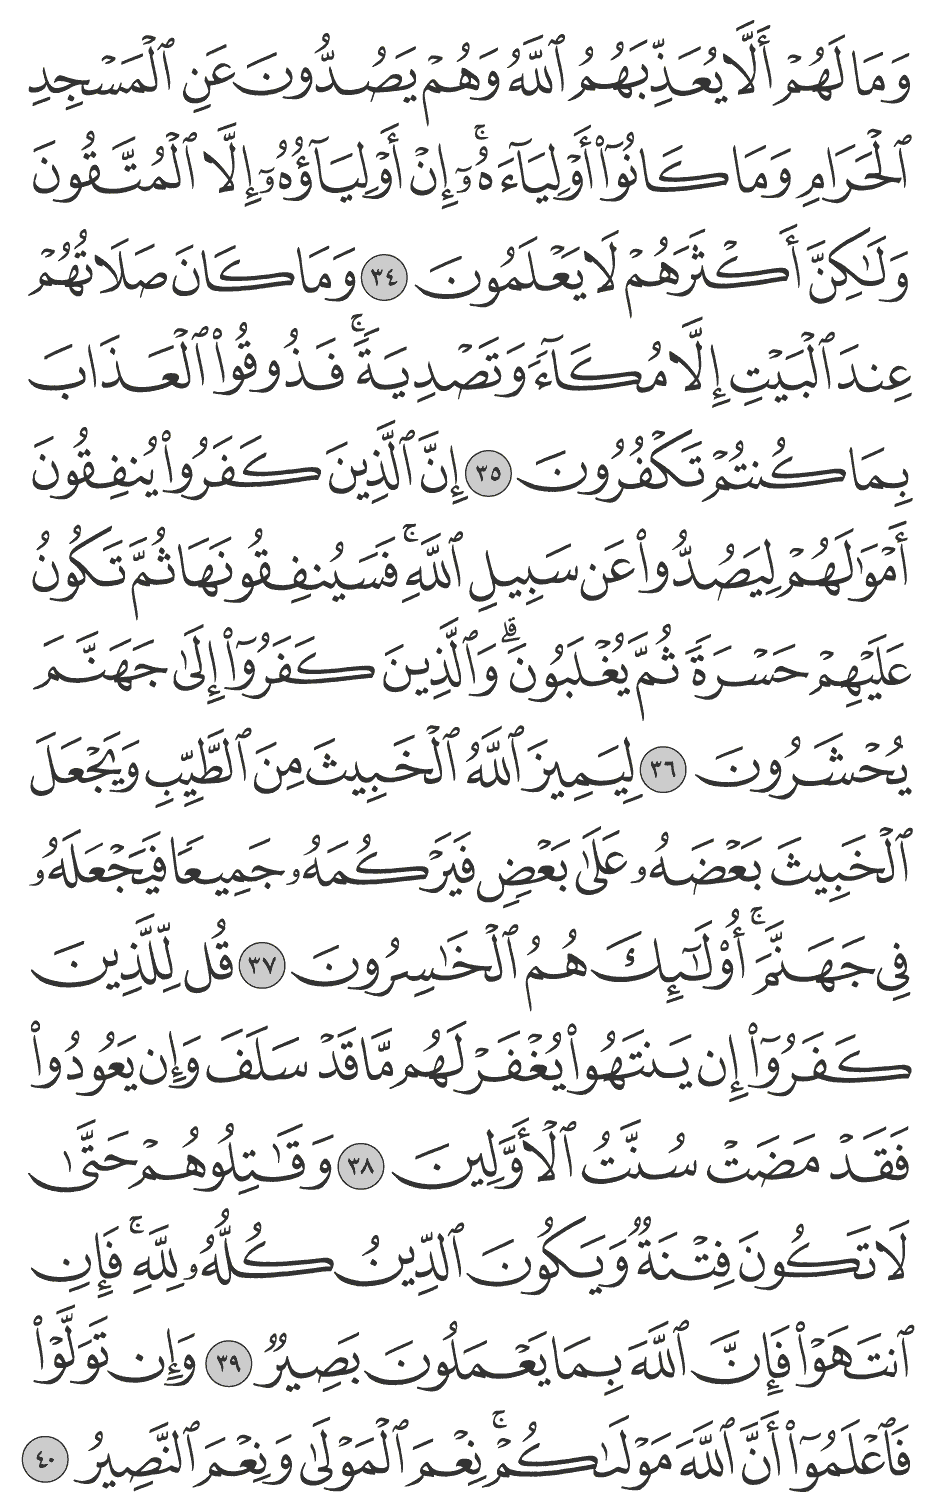 وَمَا لَهُمْ أَلَّا يُعَذِّبَهُمُ ٱللَّهُ وَهُمْ يَصُدُّونَ عَنِ ٱلْمَسْجِدِ
ٱلْحَرَامِ وَمَا كَانُوٓا۟ أَوْلِيَآءَهُۥٓ ۚ إِنْ أَوْلِيَآؤُهُۥٓ إِلَّا ٱلْمُتَّقُونَ
وَلَـٰكِنَّ أَكْثَرَهُمْ لَا يَعْلَمُونَ ٣٤ وَمَا كَانَ صَلَاتُهُمْ
عِندَ ٱلْبَيْتِ إِلَّا مُكَآءً وَتَصْدِيَةً ۚ فَذُوقُوا۟ ٱلْعَذَابَ
بِمَا كُنتُمْ تَكْفُرُونَ ٣٥ إِنَّ ٱلَّذِينَ كَفَرُوا۟ يُنفِقُونَ
أَمْوَٰلَهُمْ لِيَصُدُّوا۟ عَن سَبِيلِ ٱللَّهِ ۚ فَسَيُنفِقُونَهَا ثُمَّ تَكُونُ
عَلَيْهِمْ حَسْرَةً ثُمَّ يُغْلَبُونَ ۗ وَٱلَّذِينَ كَفَرُوٓا۟ إِلَىٰ جَهَنَّمَ
يُحْشَرُونَ ٣٦ لِيَمِيزَ ٱللَّهُ ٱلْخَبِيثَ مِنَ ٱلطَّيِّبِ وَيَجْعَلَ
ٱلْخَبِيثَ بَعْضَهُۥ عَلَىٰ بَعْضٍ فَيَرْكُمَهُۥ جَمِيعًا فَيَجْعَلَهُۥ
فِى جَهَنَّمَ ۚ أُو۟لَـٰٓئِكَ هُمُ ٱلْخَـٰسِرُونَ ٣٧ قُل لِّلَّذِينَ
كَفَرُوٓا۟ إِن يَنتَهُوا۟ يُغْفَرْ لَهُم مَّا قَدْ سَلَفَ وَإِن يَعُودُوا۟
فَقَدْ مَضَتْ سُنَّتُ ٱلْأَوَّلِينَ ٣٨ وَقَـٰتِلُوهُمْ حَتَّىٰ
لَا تَكُونَ فِتْنَةٌ وَيَكُونَ ٱلدِّينُ كُلُّهُۥ لِلَّهِ ۚ فَإِنِ
ٱنتَهَوْا۟ فَإِنَّ ٱللَّهَ بِمَا يَعْمَلُونَ بَصِيرٌ ٣٩ وَإِن تَوَلَّوْا۟
فَٱعْلَمُوٓا۟ أَنَّ ٱللَّهَ مَوْلَىٰكُمْ ۚ نِعْمَ ٱلْمَوْلَىٰ وَنِعْمَ ٱلنَّصِيرُ ٤٠